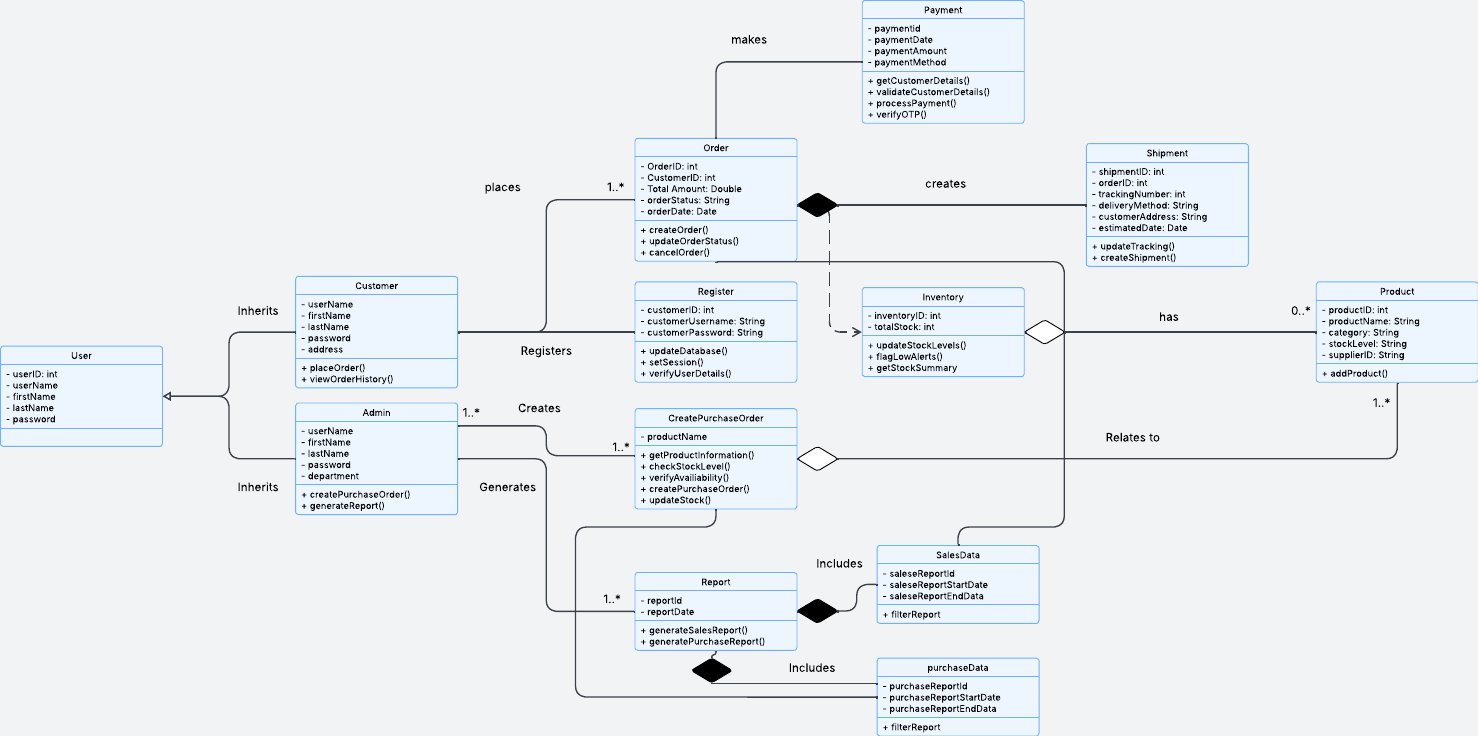 Payment
- paymentid
- paymentDate
- paymentAmount
- paymentMethod
+ getCustomerDetails()
+ validateCustomerDetails()
+ processPayment()
+ verifyOTP()
makes
Order
- OrderID: int
- CustomerID: int
- Total Amount: Double
- orderStatus: String
- orderDate: Date
+ createOrder()
+ updateOrderStatus()
+ cancelOrder()
places
1..*
creates
Shipment
- shipmentID: int
- orderID: int
- trackingNumber: int
- deliveryMethod: String
- customerAddress: String
- estimatedDate: Date
+ updateTracking()
+ createShipment()
Customer
- userName
- firstName
- lastName
- password
- address
+ placeOrder()
+ viewOrderHistory()
Inherits
Register
- customerID: int
- customerUsername: String
- customerPassword: String
+ updateDatabase()
+ setSession()
+ verifyUserDetails()
Registers
Inventory
- inventoryID: int
- totalStock: int
+ updateStockLevels()
+ flagLowAlerts()
+ getStockSummary
has
0..*
Product
- productID: int
- productName: String
- category: String
- stockLevel: String
- supplierID: String
+ addProduct()
1..*
User
- userID: int
- userName
- firstName
- lastName
- password
Admin
- userName
- firstName
- lastName
- password
- department
+ createPurchaseOrder()
+ generateReport()
Inherits
1..*
Creates
1..*
Generates
CreatePurchaseOrder
- productName
+ getProductInformation()
+ checkStockLevel()
+ verifyAvailiability()
+ createPurchaseOrder()
+ updateStock()
Relates to
Report
- reportId
- reportDate
+ generateSalesReport()
+ generatePurchaseReport()
1..*
Includes
SalesData
- saleseReportId
- saleseReportStartDate
- saleseReportEndData
+ filterReport
Includes
purchaseData
- purchaseReportId
- purchaseReportStartDate
- purchaseReportEndData
+ filterReport